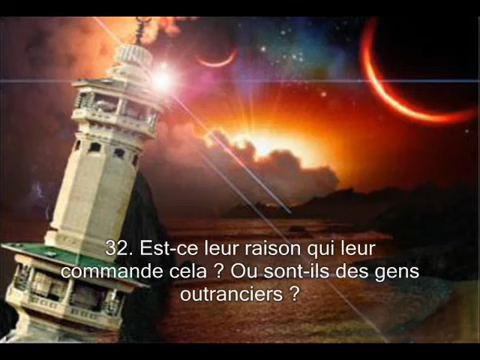 32. Est-ce leur raison qui leur
commande cela ? Ou sont-ils des gens
outranciers ?